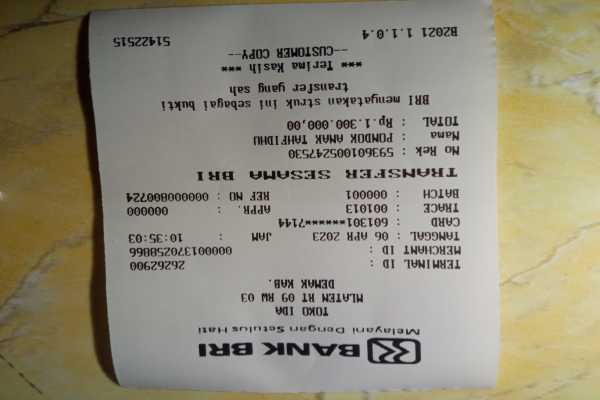 BANK BRI
Melayani Dengan Setulus Hati
TOKO IDA
MLATEN RT 09 RW 03
DEMAK KAB.
TERMINAL ID : 26262900
MERCHANT ID : 000001370258866
TANGGAL : 06 APR 2023 JAM : 10:35:03
CARD : 601301******7144
TRACE : 001013 APPR. : 000000
BATCH : 000001 REF NO : 000000800724
TRANSFER SESAMA BRI
No Rek : 593601005247530
Nama : PONDOK ANAK TAHFIDHU
TOTAL : Rp.1.300.000,00
BRI menyatakan struk ini sebagai bukti
transfer yang sah
*** Terima Kasih ***
--CUSTOMER COPY--
B2021 1.1.0.4 51422515